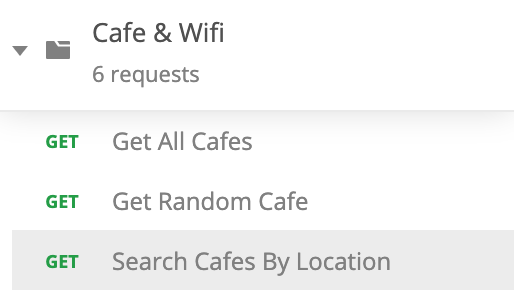 Cafe & Wifi
6 requests
GET Get All Cafes
GET Get Random Cafe
GET Search Cafes By Location